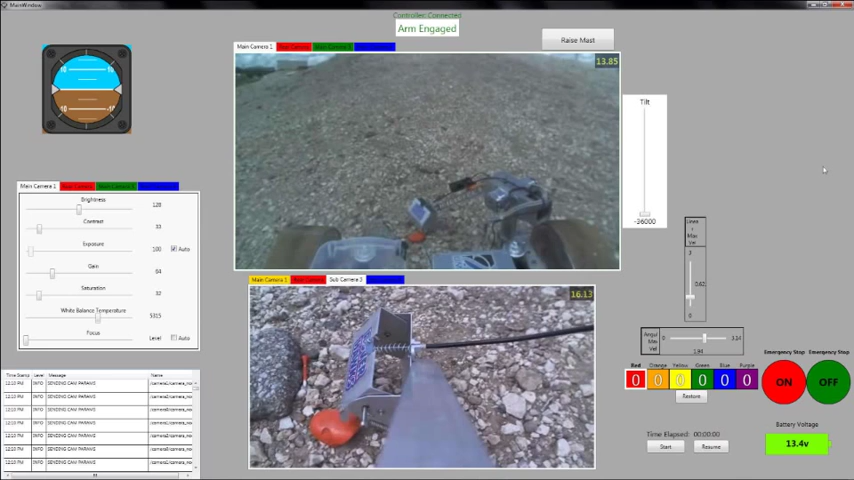 MainWindow
Controller: Connected
Arm Engaged
Raise Mast
Main Camera 1
13.85
10 10
10 -10
Tilt
-36000
Main Camera 1
Brightness
128
Contrast
Exposure
100 Auto
Gain
64
Saturation
32
White Balance Temperature
5315
Focus
Level Auto
Max
Vel
3
0.62
0
Main Camera 1 Sub Camera 3
16.13
Max
Vel
0 3.14
1.94
Red Orange Yellow Green Blue Purple
0 0 0 0 0 0
Restore
Emergency Stop Emergency Stop
ON OFF
Time Stamp Level Message Name
12:10 PM INFO SENDING CAM PARAMS
12:10 PM INFO SENDING CAM PARAMS
12:10 PM INFO SENDING CAM PARAMS
12:10 PM INFO SENDING CAM PARAMS
12:10 PM INFO SENDING CAM PARAMS
12:10 PM INFO SENDING CAM PARAMS
12:10 PM INFO SENDING CAM PARAMS
Time Elapsed: 00:00:00
Start Resume
Battery Voltage
13.4v